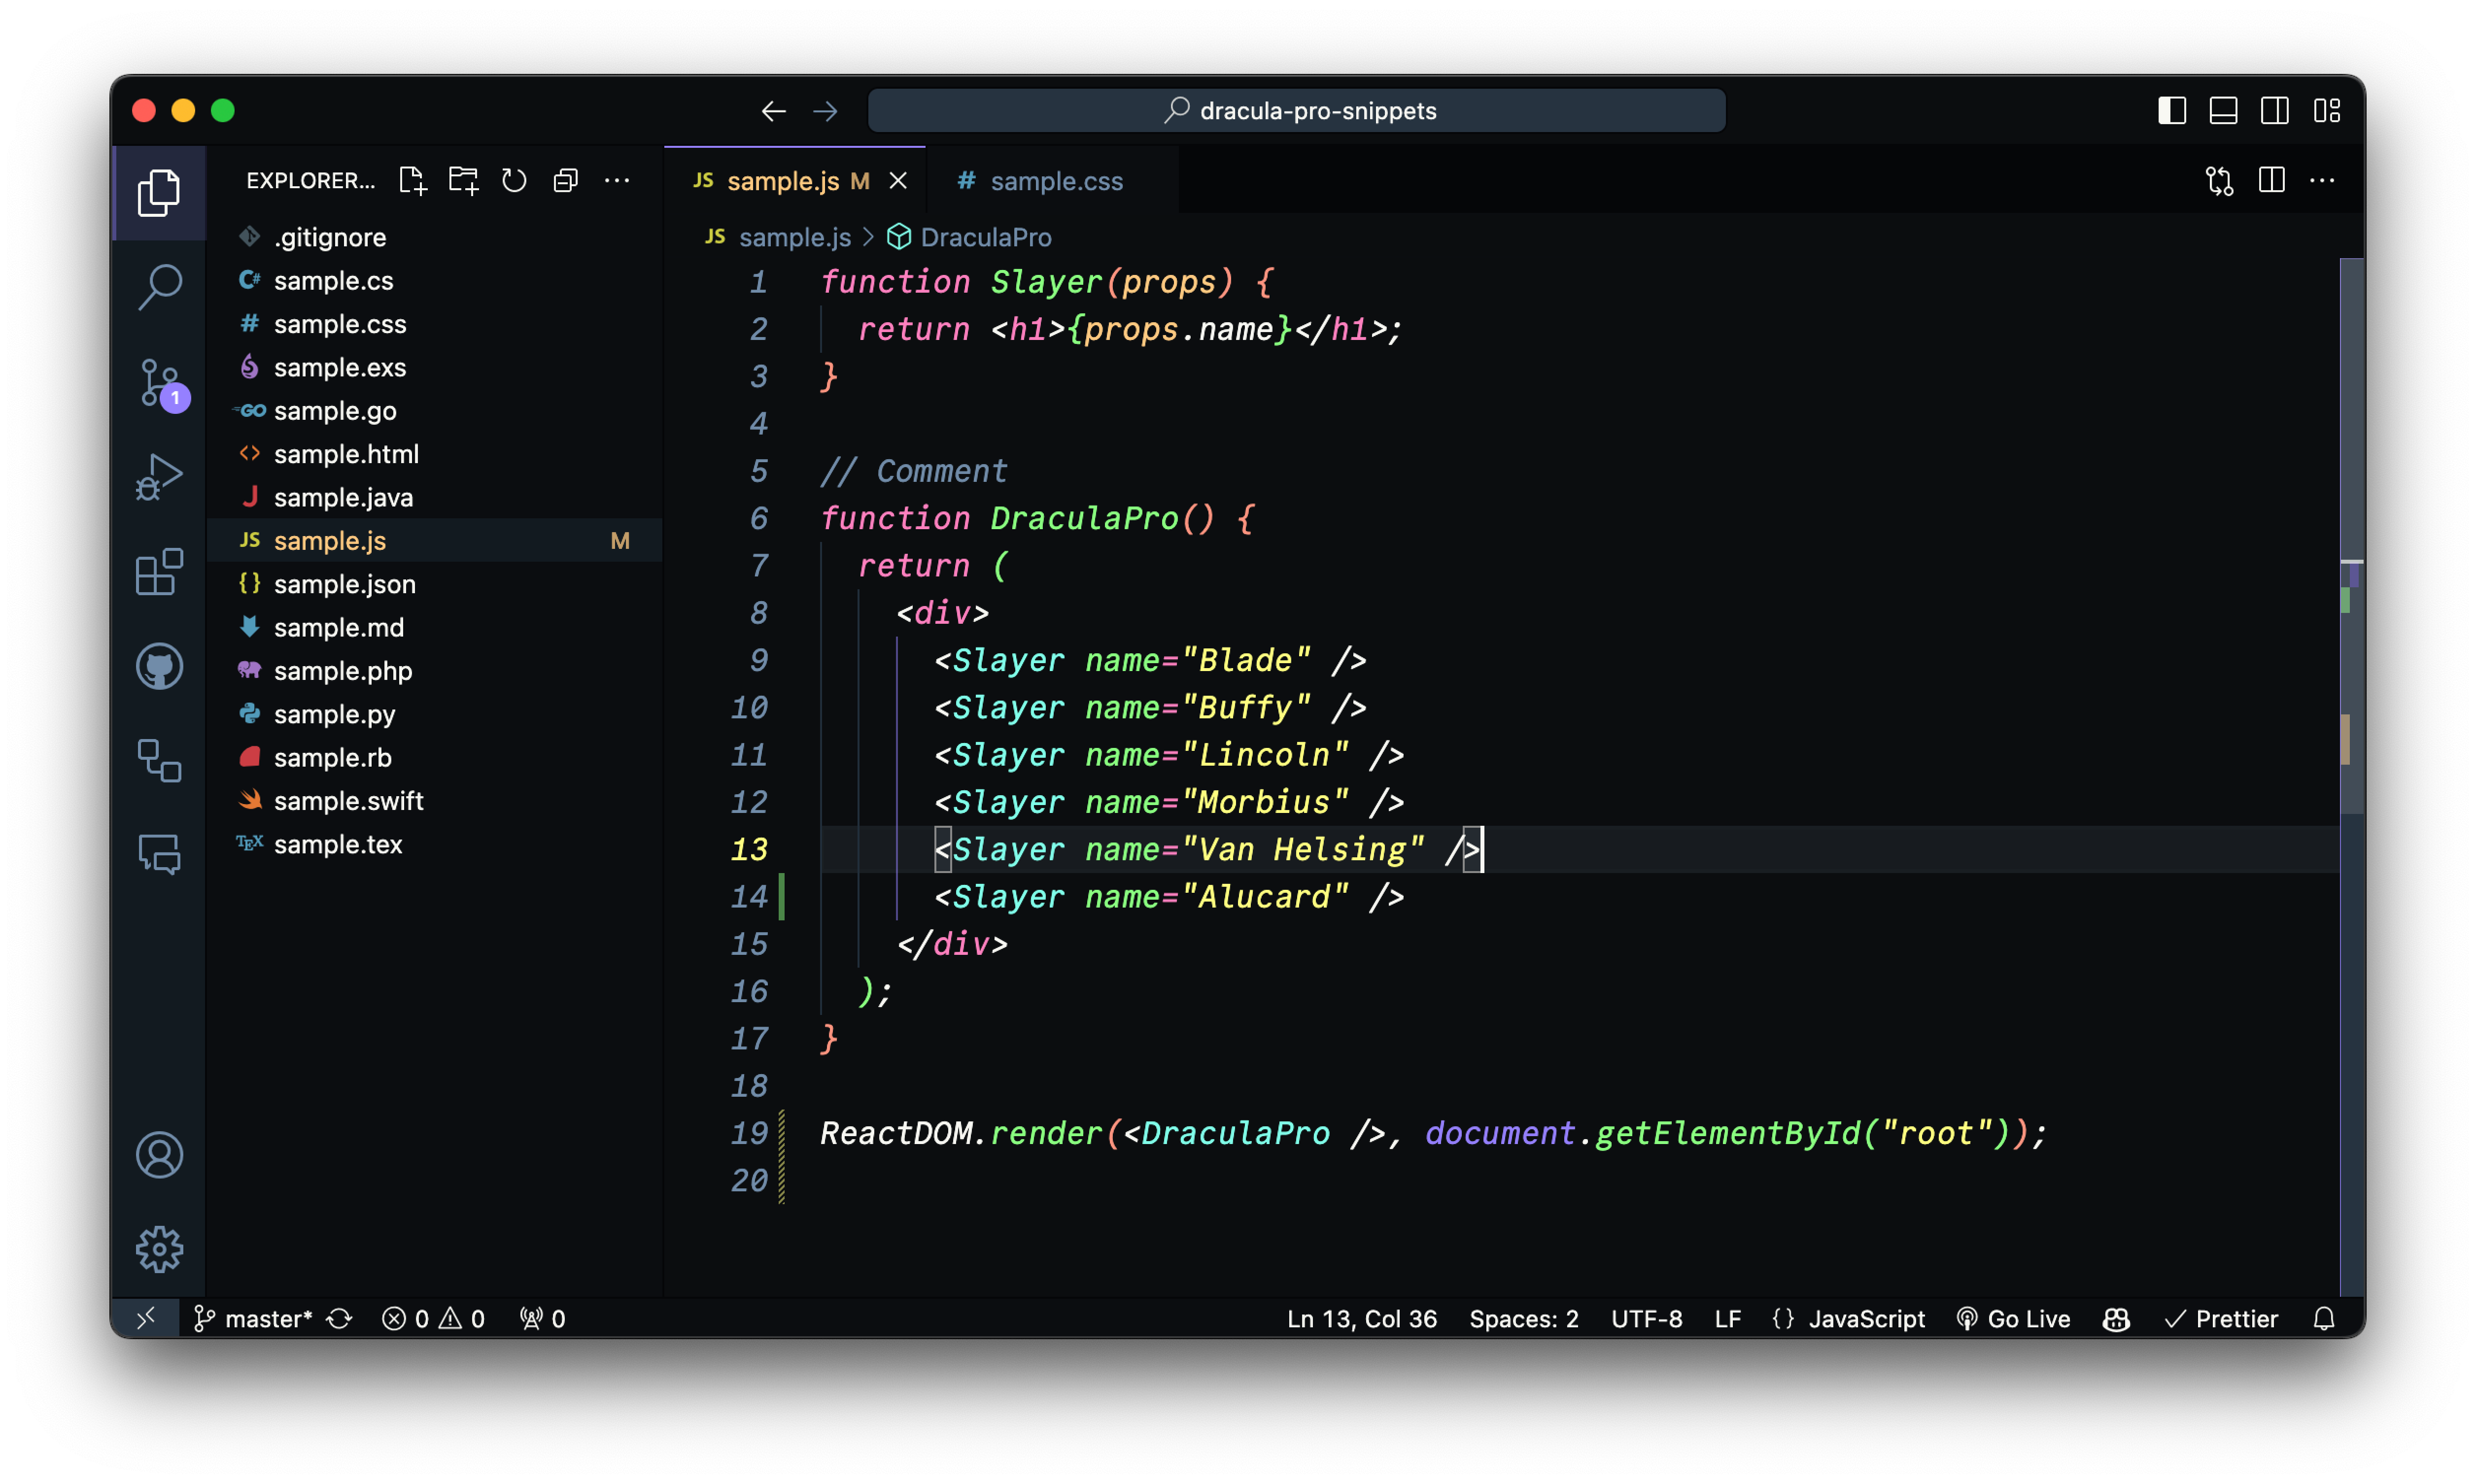 dracula-pro-snippets
EXPLORER...
JS sample.js M
# sample.css
.gitignore
C# sample.cs
# sample.css
sample.exs
GO sample.go
<> sample.html
J sample.java
JS sample.js M
{} sample.json
sample.md
sample.php
sample.py
sample.rb
sample.swift
TEX sample.tex
1
JS sample.js > DraculaPro
1 function Slayer(props) {
2   return <h1>{props.name}</h1>;
3 }
4
5 // Comment
6 function DraculaPro() {
7   return (
8     <div>
9       <Slayer name="Blade" />
10       <Slayer name="Buffy" />
11       <Slayer name="Lincoln" />
12       <Slayer name="Morbius" />
13       <Slayer name="Van Helsing" />
14       <Slayer name="Alucard" />
15     </div>
16   );
17 }
18
19 ReactDOM.render(<DraculaPro />, document.getElementById("root"));
20
master* 0 0 0 Ln 13, Col 36 Spaces: 2 UTF-8 LF {} JavaScript Go Live Prettier